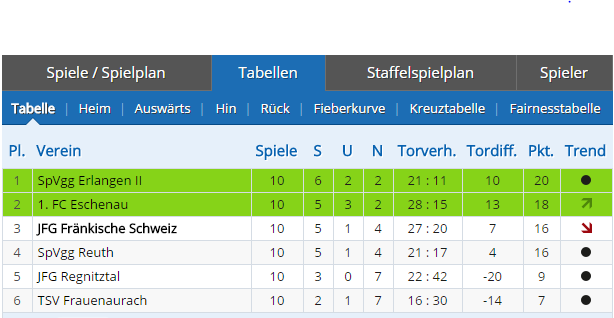 Spiele / Spielplan Tabellen Staffelspielplan Spieler
Tabelle | Heim | Auswärts | Hin | Rück | Fieberkurve | Kreuztabelle | Fairnesstabelle
Pl. Verein Spiele S U N Torverh. Tordiff. Pkt. Trend
1 SpVgg Erlangen II 10 6 2 2 21 : 11 10 20
2 1. FC Eschenau 10 5 3 2 28 : 15 13 18
3 JFG Fränkische Schweiz 10 5 1 4 27 : 20 7 16
4 SpVgg Reuth 10 5 1 4 21 : 17 4 16
5 JFG Regnitztal 10 3 0 7 22 : 42 -20 9
6 TSV Frauenaurach 10 2 1 7 16 : 30 -14 7